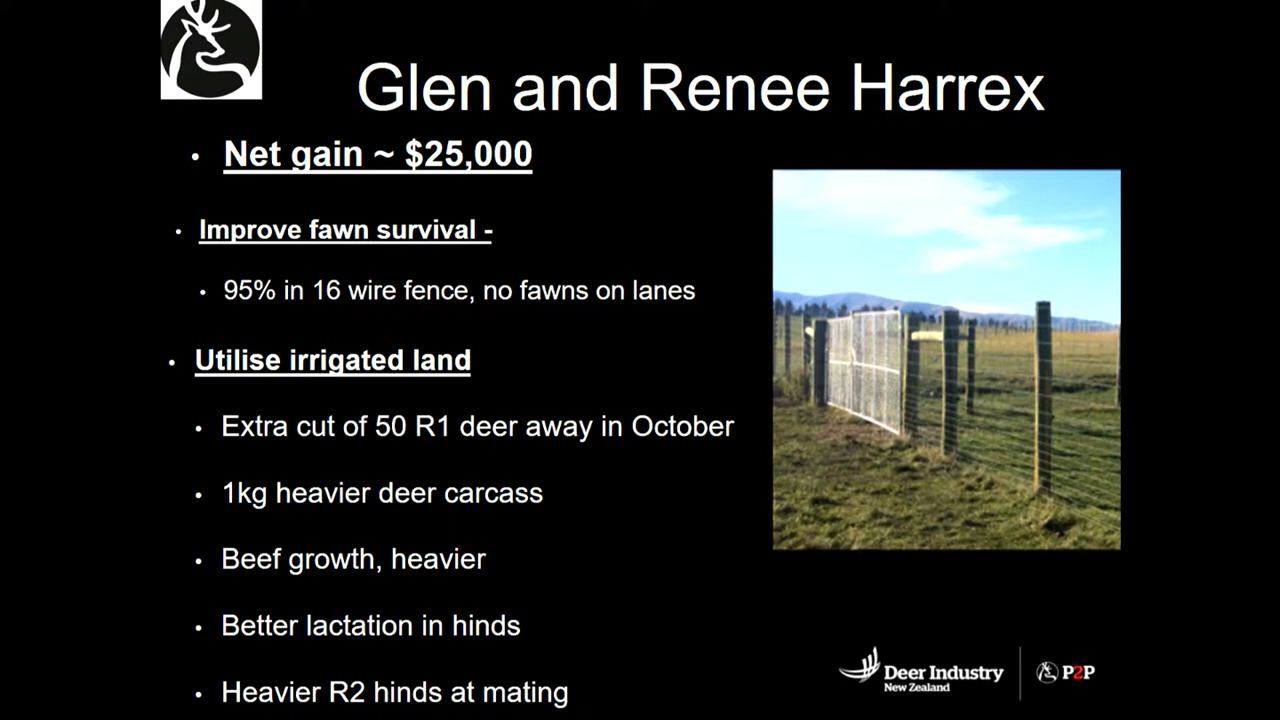 Glen and Renee Harrex
• Net gain ~ $25,000
• Improve fawn survival -
• 95% in 16 wire fence, no fawns on lanes
• Utilise irrigated land
• Extra cut of 50 R1 deer away in October
• 1kg heavier deer carcass
• Beef growth, heavier
• Better lactation in hinds
• Heavier R2 hinds at mating
Deer Industry
New Zealand
P2P